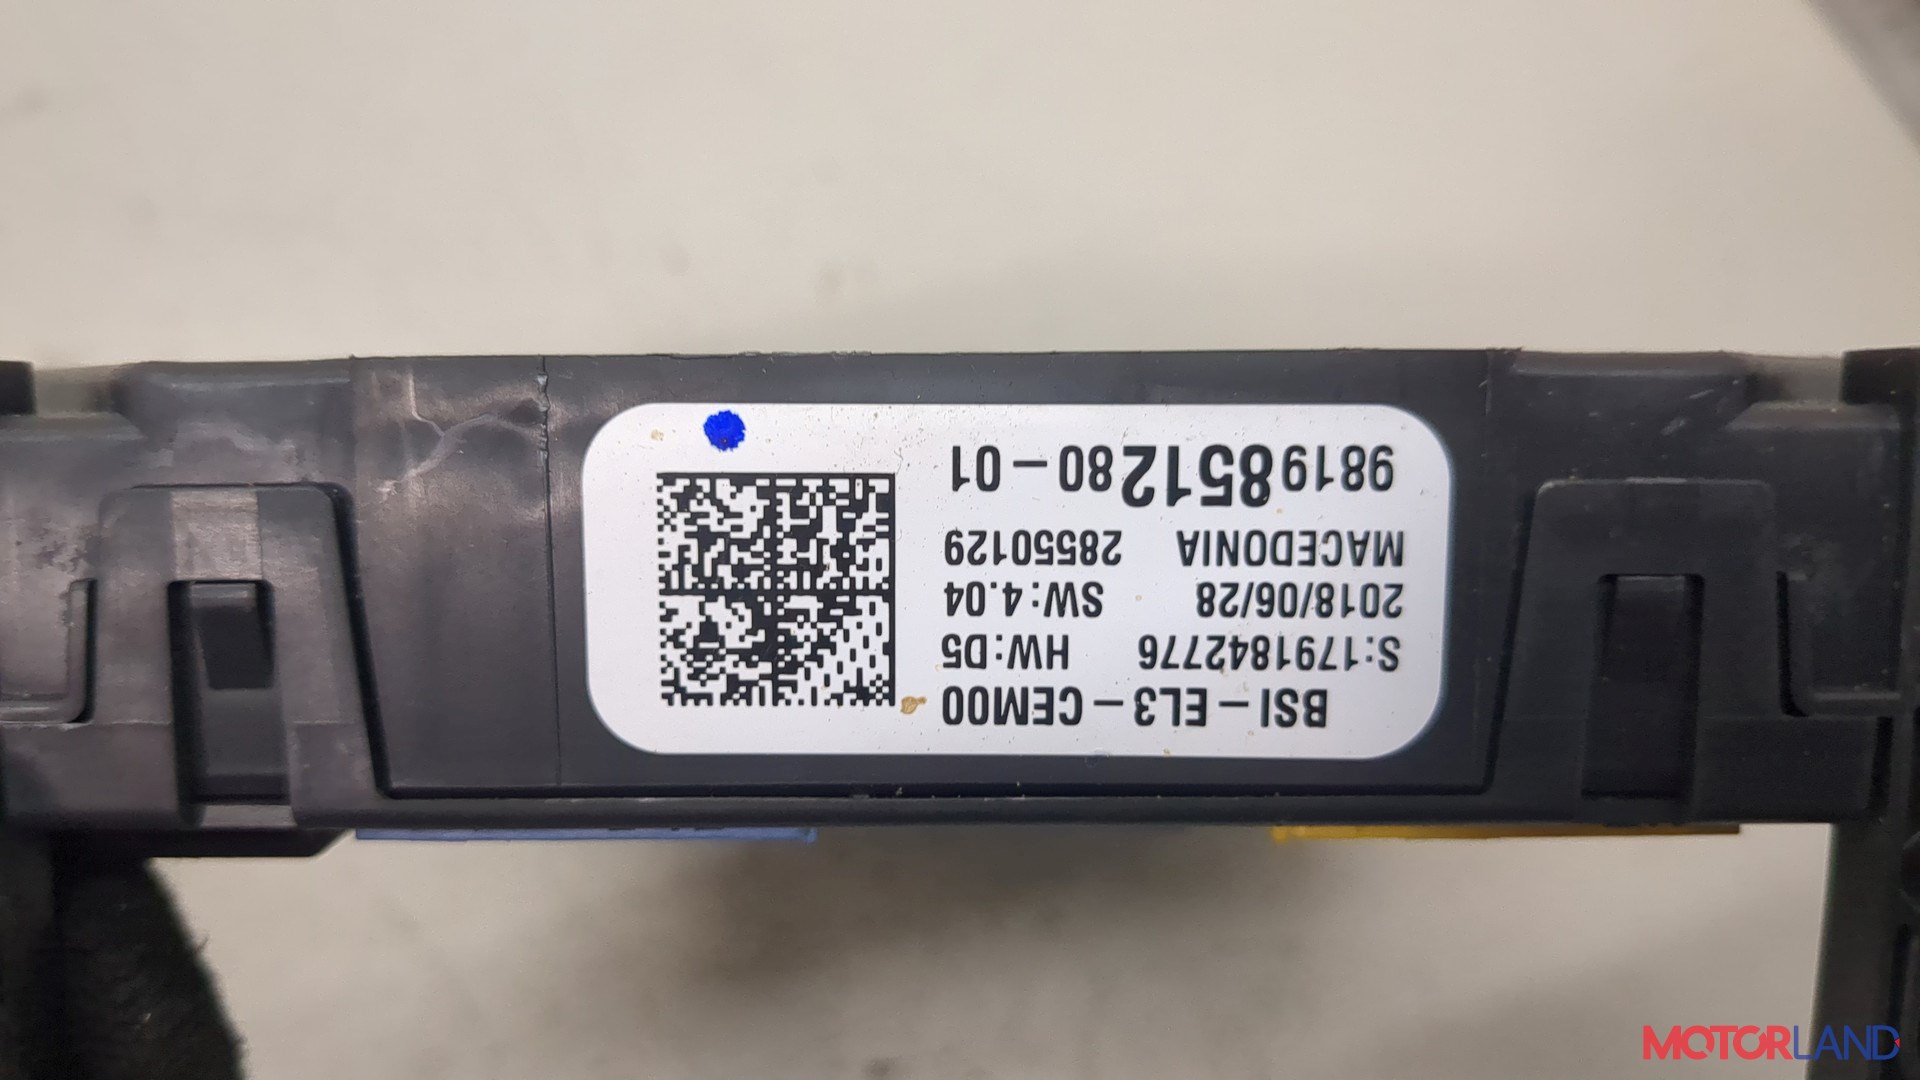 BSI-EL3-CEM00
S:1791842776 HW:D5
2018/06/28 SW:4.04
MACEDONIA 28550129
9819851280-01
MOTORLAND